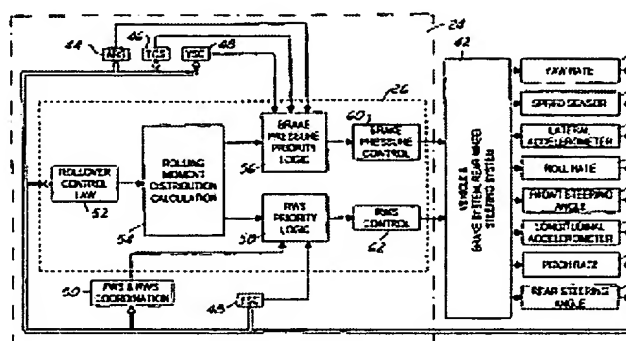 44
ABS
46
TCS
YSC
48
24
42
26
ROLLOVER
CONTROL
LAW
52
ROLLING
MOMENT
DISTRIBUTION
CALCULATION
54
BRAKE
PRESSURE
PRIORITY
LOGIC
56
60
BRAKE
PRESSURE
CONTROL
RWS
PRIORITY
LOGIC
58
RWS
CONTROL
62
FWS & RWS
COORDINATION
50
48
VEHICLE &
BRAKE SYSTEM, REAR WHEEL
STEERING SYSTEM
YAW RATE
SPEED SENSOR
LATERAL
ACCELEROMETER
ROLL RATE
FRONT STEERING
ANGLE
LONGITUDINAL
ACCELEROMETER
PITCH RATE
REAR STEERING
ANGLE